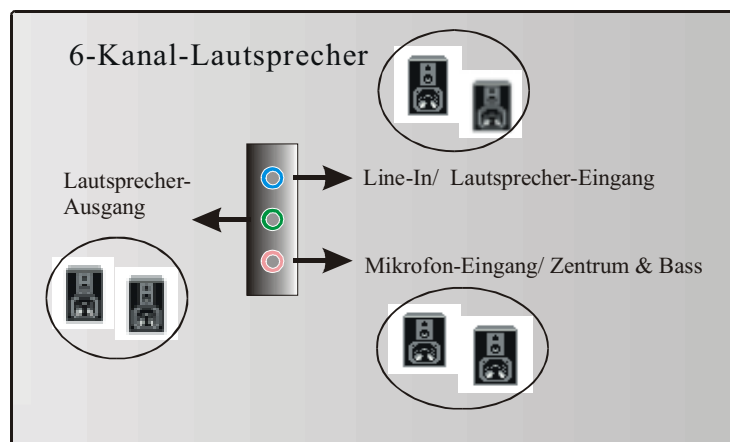 6-Kanal-Lautsprecher
Lautsprecher-
Ausgang
Line-In/ Lautsprecher-Eingang
Mikrofon-Eingang/ Zentrum & Bass